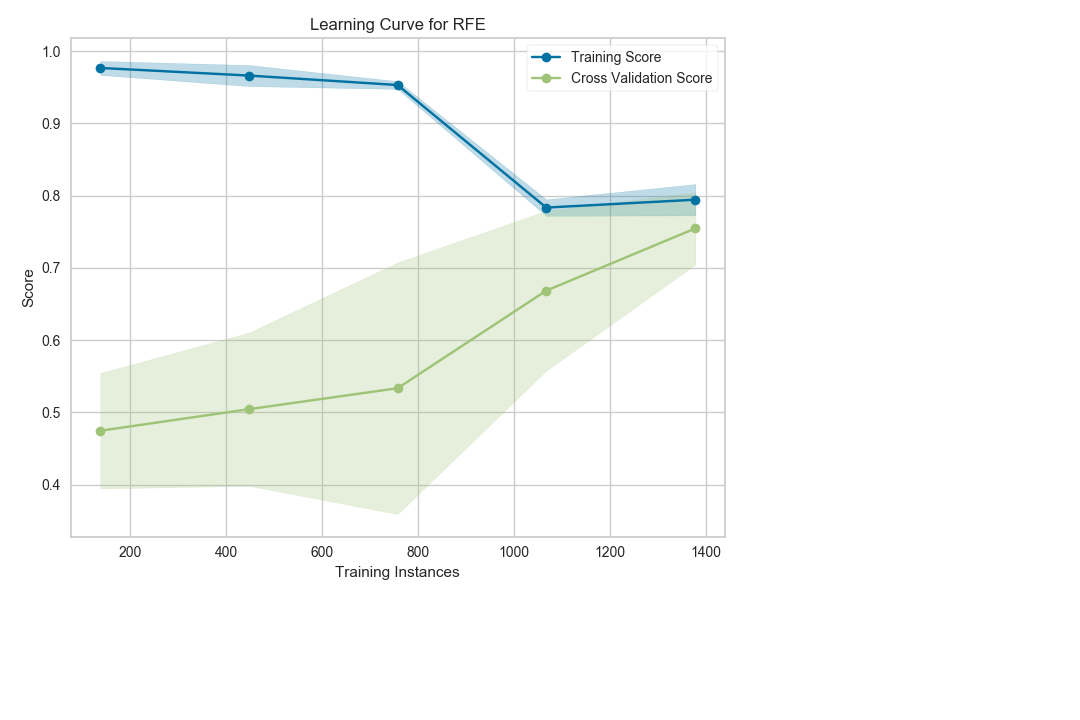 Learning Curve for RFE
Training Score
Cross Validation Score
1.0
0.9
0.8
0.7
0.6
0.5
0.4
Score
200 400 600 800 1000 1200 1400
Training Instances